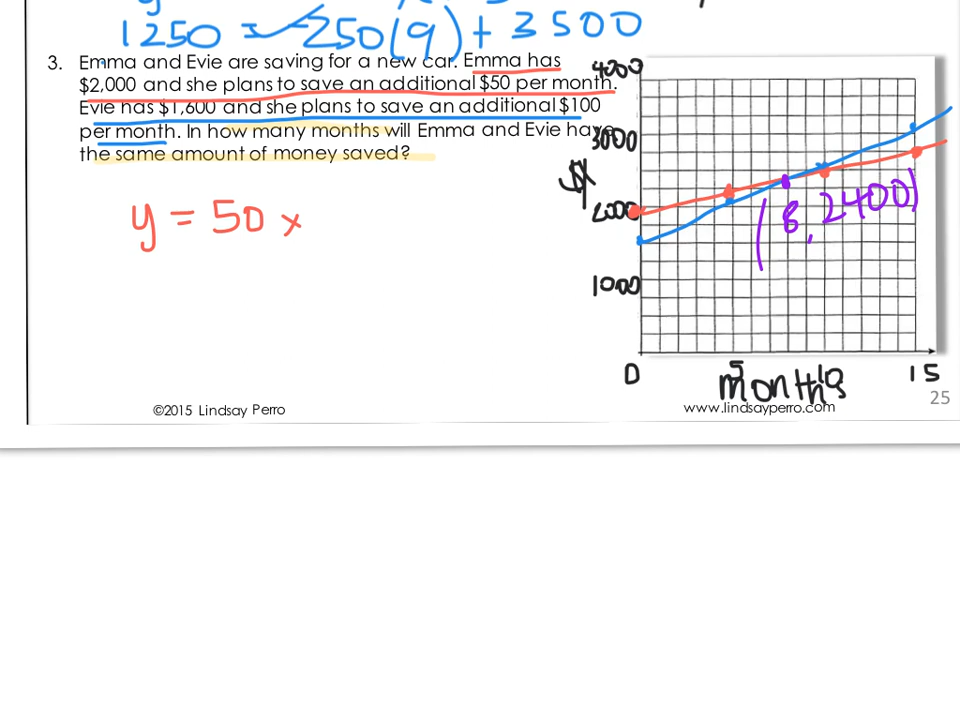 1250 = -250(9) + 3500
3. Emma and Evie are saving for a new car. Emma has
$2,000 and she plans to save an additional $50 per month.
Evie has $1,600 and she plans to save an additional $100
per month. In how many months will Emma and Evie have
the same amount of money saved?
y = 50x
4000
3000
$
2000
1000
0
5
10
15
months
(8, 2400)
©2015 Lindsay Perro
www.lindsayperro.com
25